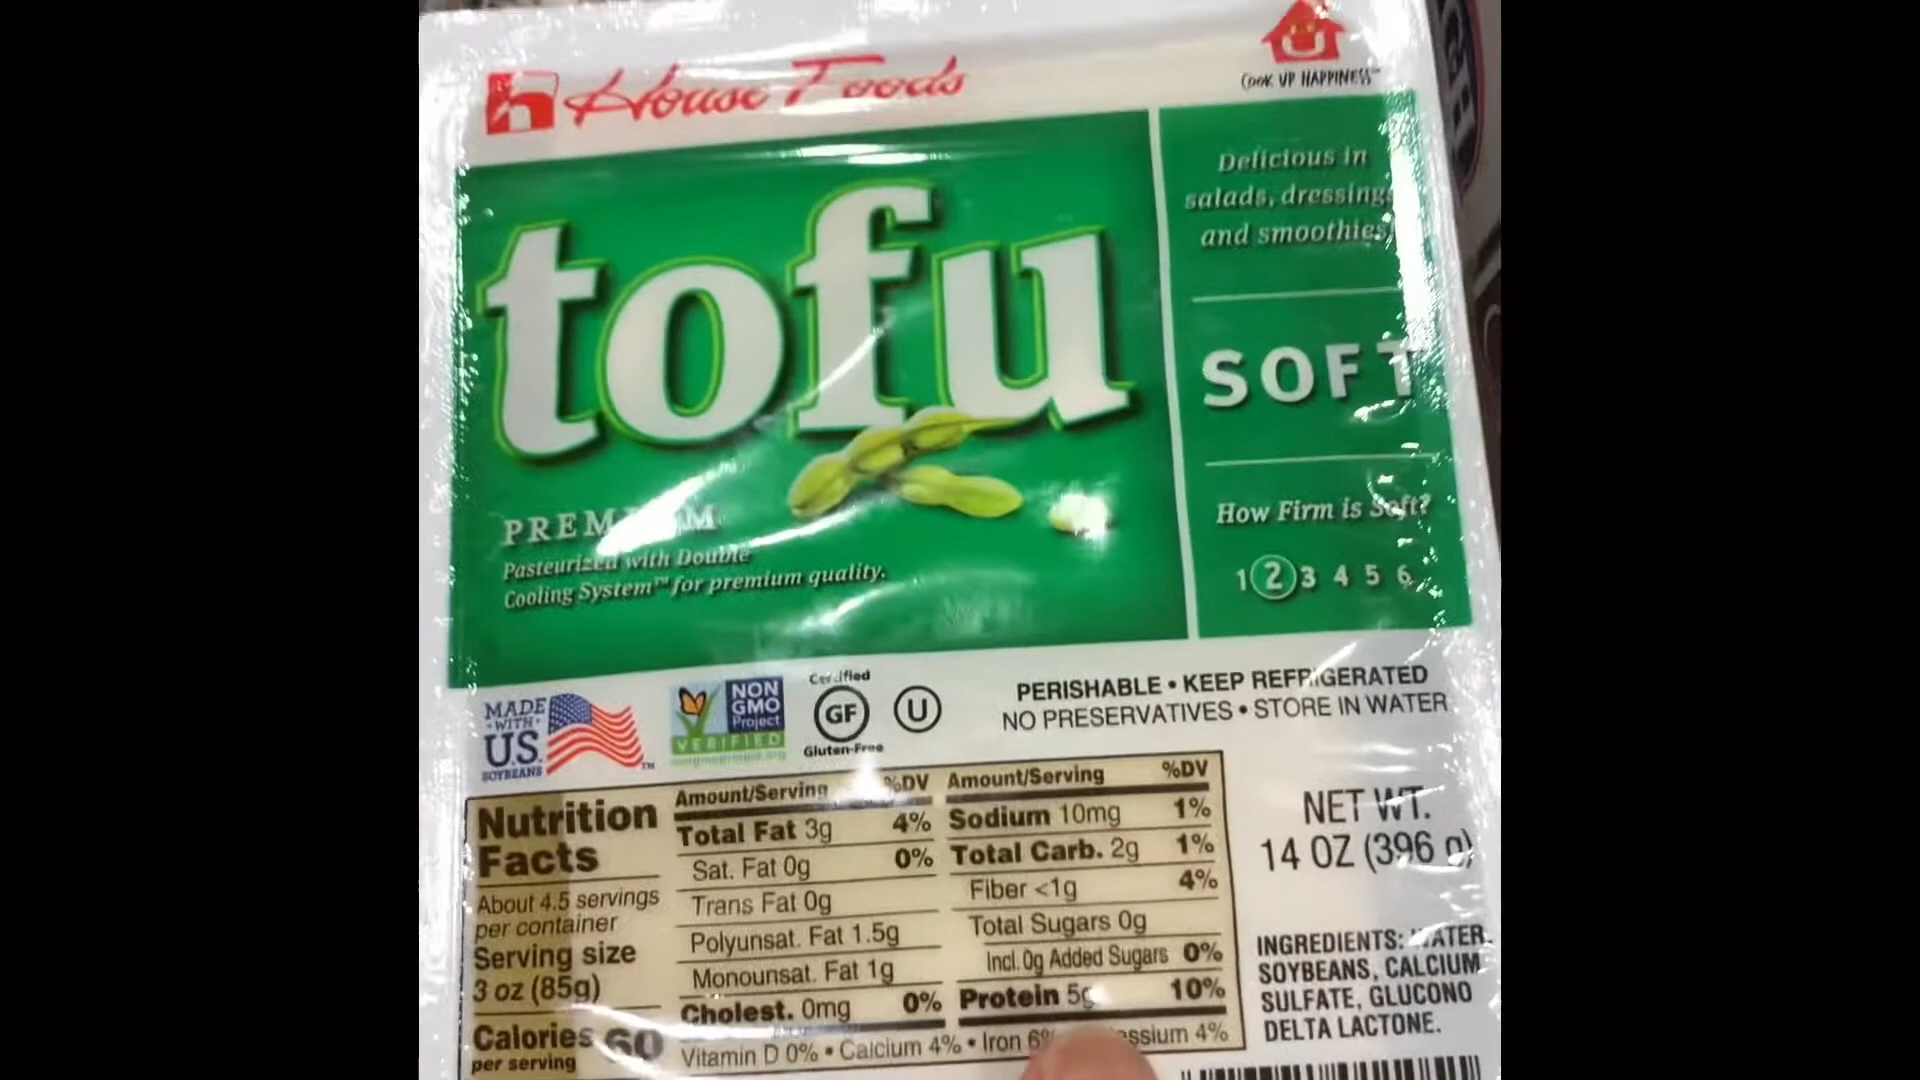 House Foods
COOK UP HAPPINESS™
tofu
PREMIUM
Pasteurized with Double
Cooling System™ for premium quality.
Delicious in
salads, dressings
and smoothies
SOFT
How Firm is Soft?
1 2 3 4 5 6
MADE
WITH
U.S.
SOYBEANS
™
NON
GMO
Project
VERIFIED
Certified
GF
Gluten-Free
U
PERISHABLE • KEEP REFRIGERATED
NO PRESERVATIVES • STORE IN WATER
Nutrition
Facts
About 4.5 servings
per container
Serving size
3 oz (85g)
Calories 60
per serving
Amount/Serving %DV
Total Fat 3g 4%
Sat. Fat 0g 0%
Trans Fat 0g
Polyunsat. Fat 1.5g
Monounsat. Fat 1g
Cholest. 0mg 0%
Amount/Serving %DV
Sodium 10mg 1%
Total Carb. 2g 1%
Fiber <1g 4%
Total Sugars 0g
Incl. 0g Added Sugars 0%
Protein 5g 10%
Vitamin D 0% • Calcium 4% • Iron 6% assium 4%
NET WT.
14 OZ (396 g)
INGREDIENTS: WATER,
SOYBEANS, CALCIUM
SULFATE, GLUCONO
DELTA LACTONE.